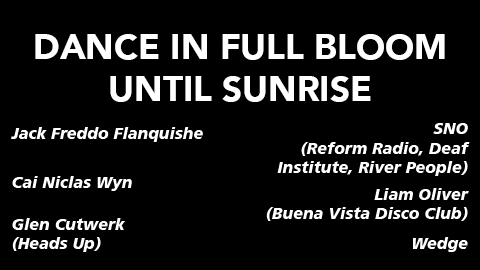 DANCE IN FULL BLOOM
UNTIL SUNRISE
Jack Freddo Flanquishe
Cai Niclas Wyn
Glen Cutwerk
(Heads Up)
SNO
(Reform Radio, Deaf
Institute, River People)
Liam Oliver
(Buena Vista Disco Club)
Wedge